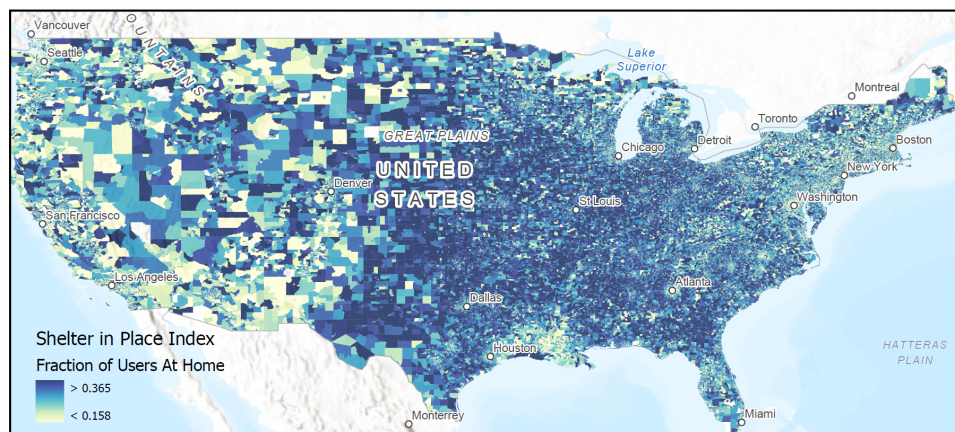 Vancouver
OUNTAINS
Seattle
Lake
Superior
Montreal
Toronto
GREAT PLAINS
Boston
Chicago
Detroit
UNITED
New York
Denver
STATES
St Louis
Washington
San Francisco
Los Angeles
Atlanta
Dallas
Shelter in Place Index
HATTERAS
PLAIN
Houston
Fraction of Users At Home
> 0.365
< 0.158
Monterrey
Miami